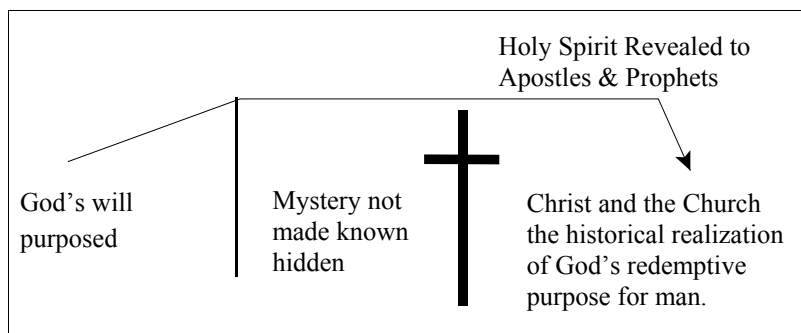 Holy Spirit Revealed to
Apostles & Prophets
God's will
purposed
Mystery not
made known
hidden
Christ and the Church
the historical realization
of God's redemptive
purpose for man.